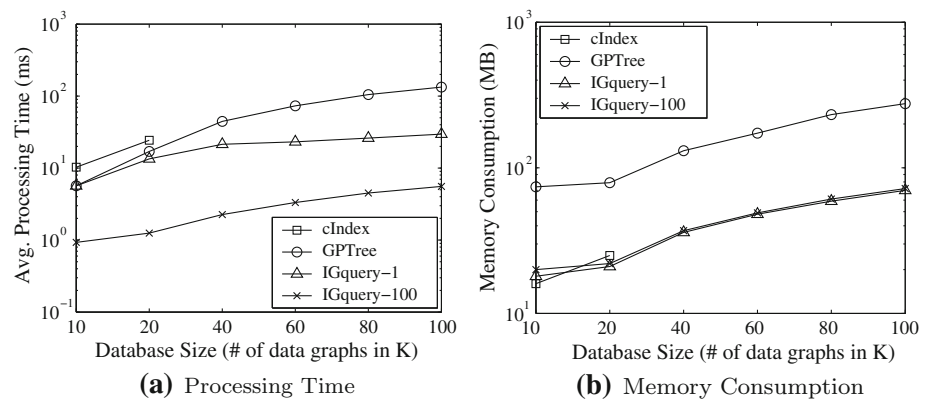 10^3
10^2
10^1
10^0
10^-1
Avg. Processing Time (ms)
cIndex
GPTree
IGquery-1
IGquery-100
10 20 40 60 80 100
Database Size (# of data graphs in K)
(a) Processing Time
10^3
10^2
10^1
Memory Consumption (MB)
cIndex
GPTree
IGquery-1
IGquery-100
10 20 40 60 80 100
Database Size (# of data graphs in K)
(b) Memory Consumption